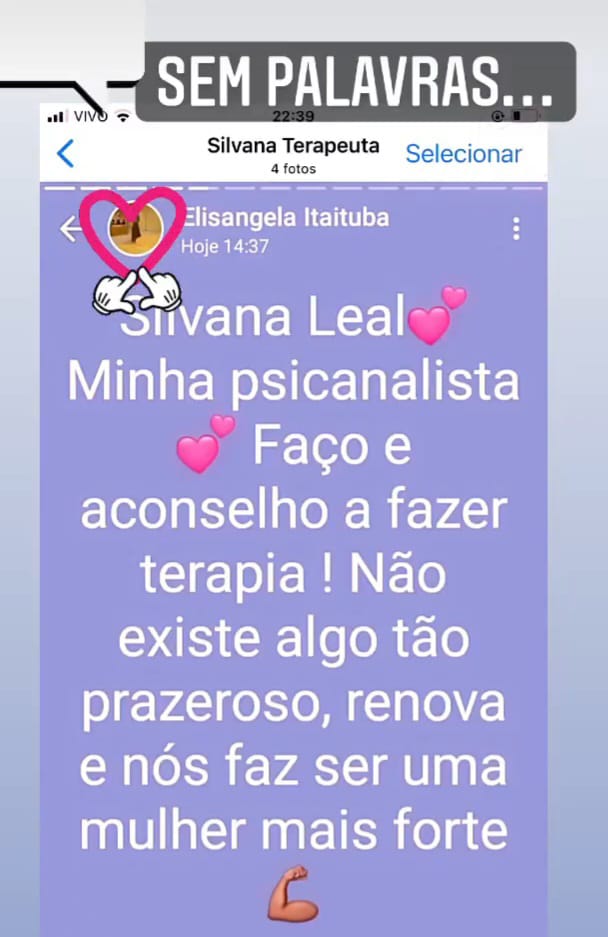 SEM PALAVRAS...
VIVO 22:39
Silvana Terapeuta
4 fotos
Selecionar
Elisangela Itaituba
Hoje 14:37
Silvana Leal💕
Minha psicanalista
💕 Faço e
aconselho a fazer
terapia ! Não
existe algo tão
prazeroso, renova
e nós faz ser uma
mulher mais forte
💪🏽